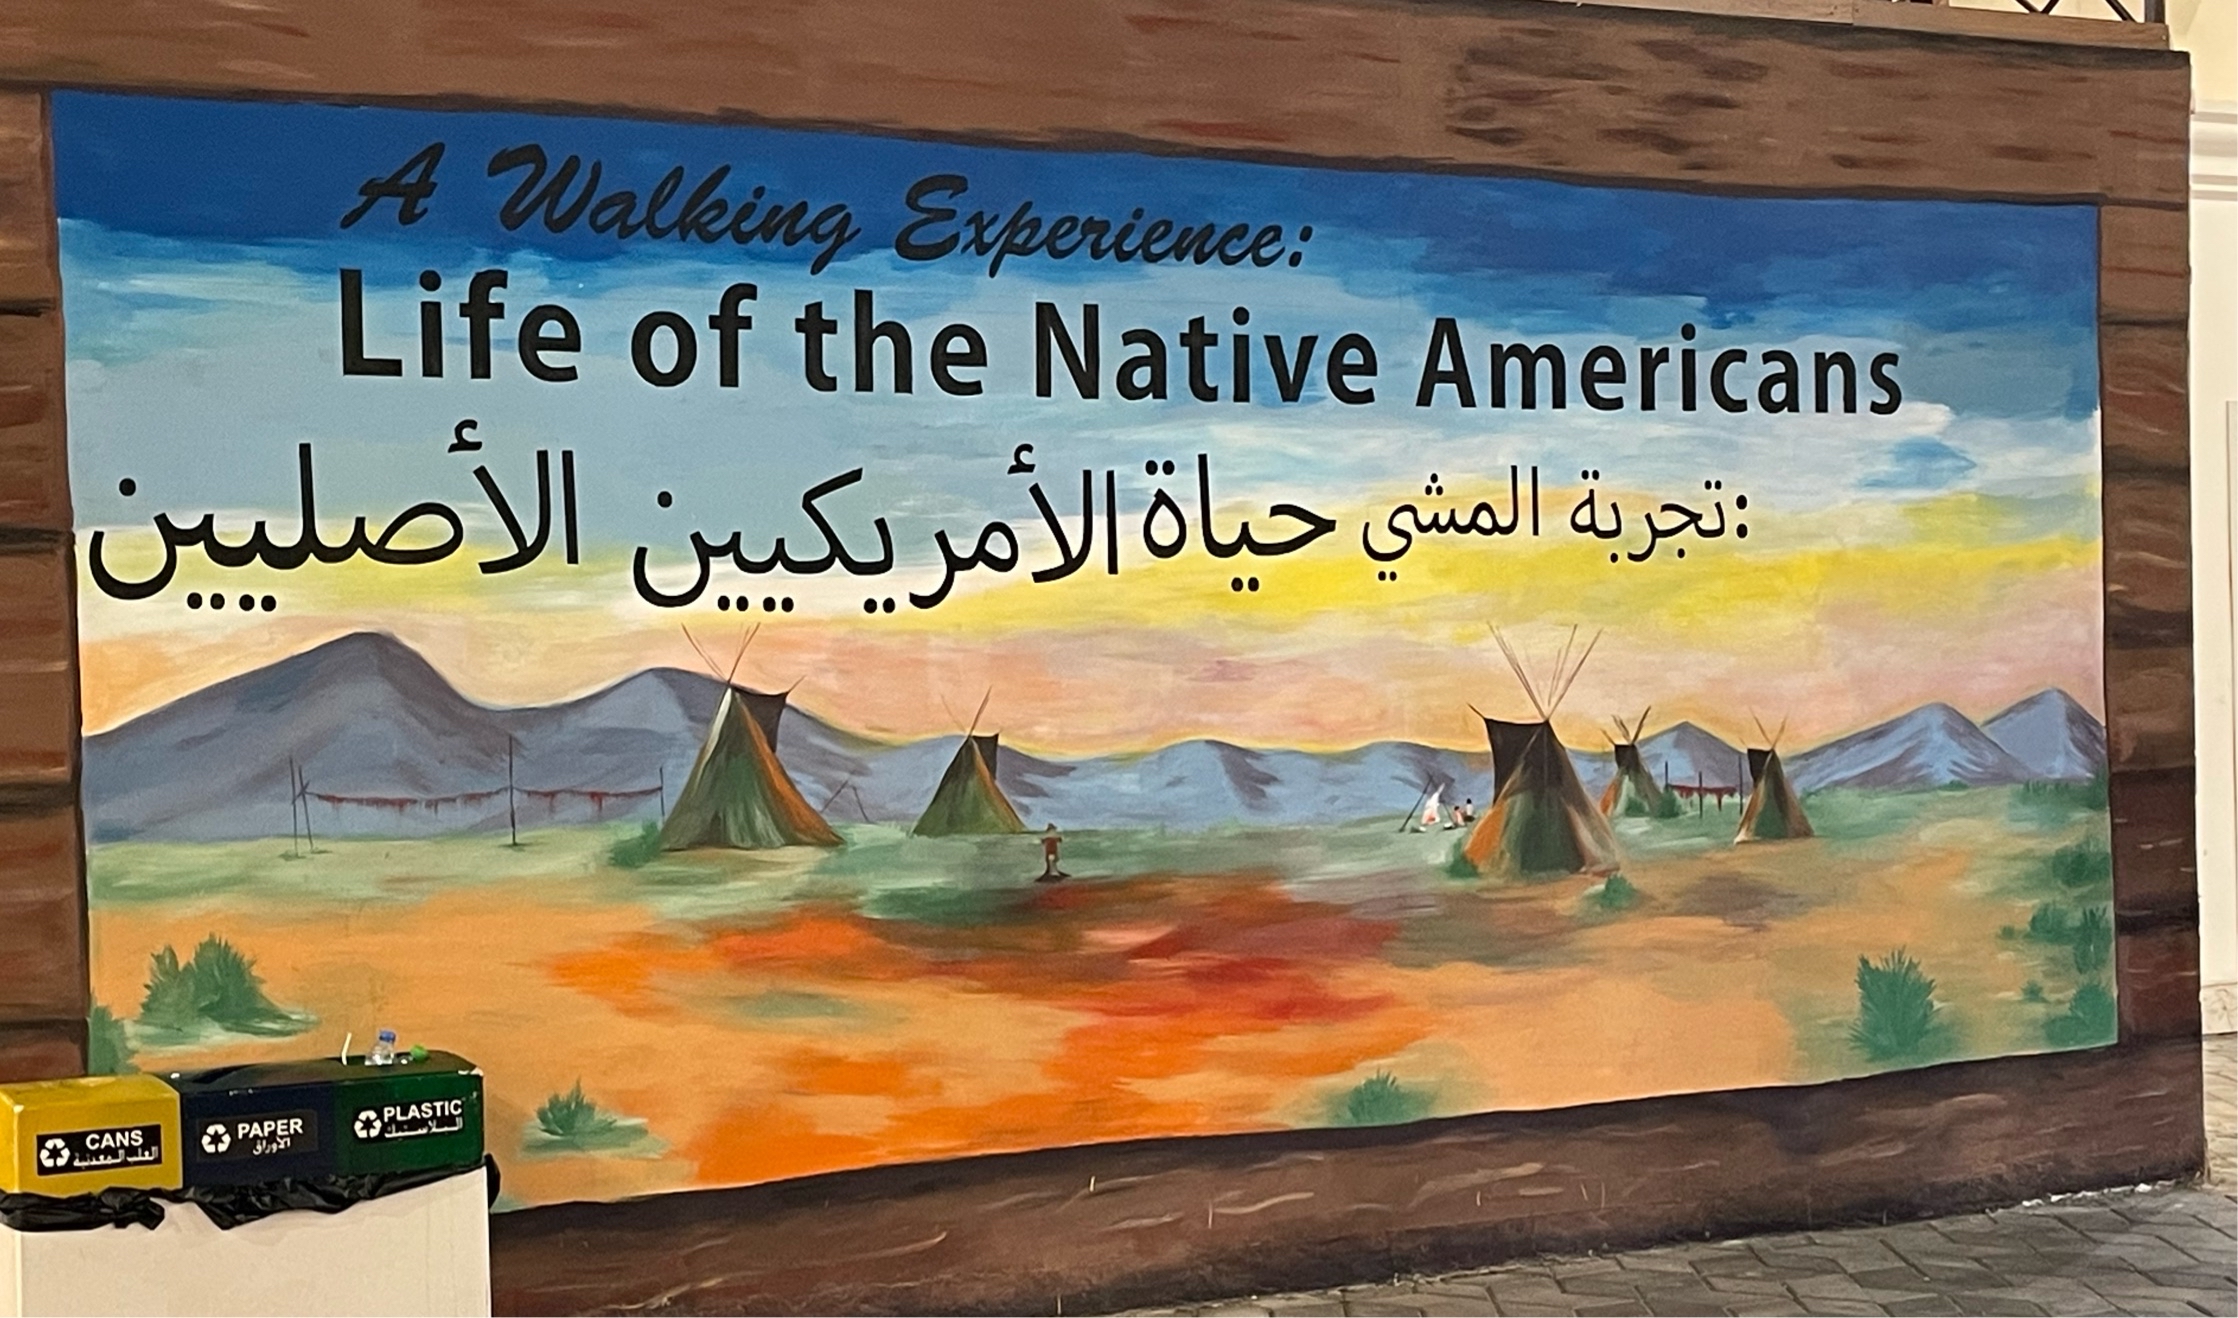 A Walking Experience:
Life of the Native Americans
:تجربة المشي حياة الأمريكيين الأصليين
CANS
العلب المعدنية
PAPER
الأوراق
PLASTIC
البلاستيك